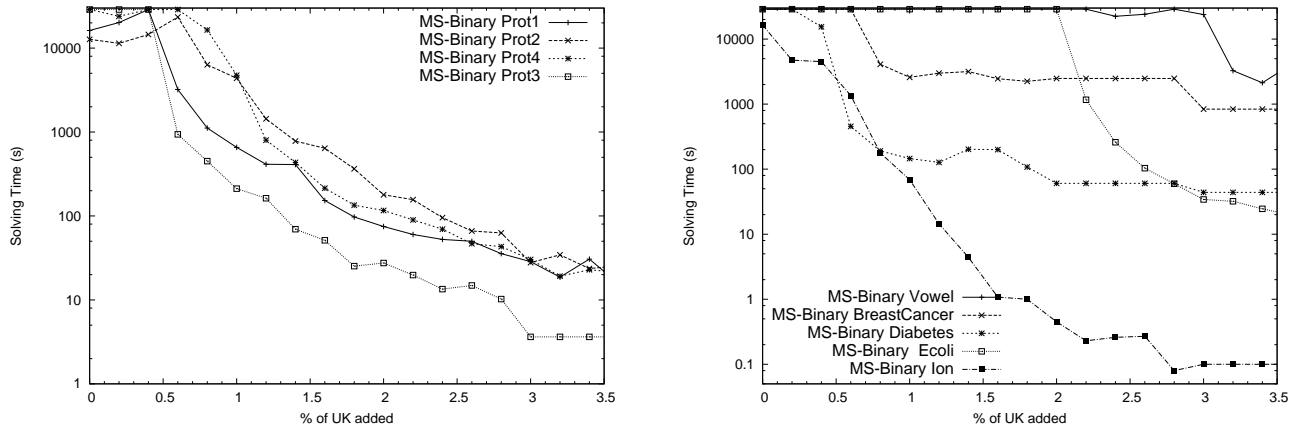 10000
1000
100
10
1
0
0.5
1
1.5
2
2.5
3
3.5
Solving Time (s)
% of UK added
MS-Binary Prot1
MS-Binary Prot2
MS-Binary Prot4
MS-Binary Prot3
10000
1000
100
10
1
0.1
0
0.5
1
1.5
2
2.5
3
3.5
Solving Time (s)
% of UK added
MS-Binary Vowel
MS-Binary BreastCancer
MS-Binary Diabetes
MS-Binary Ecoli
MS-Binary Ion